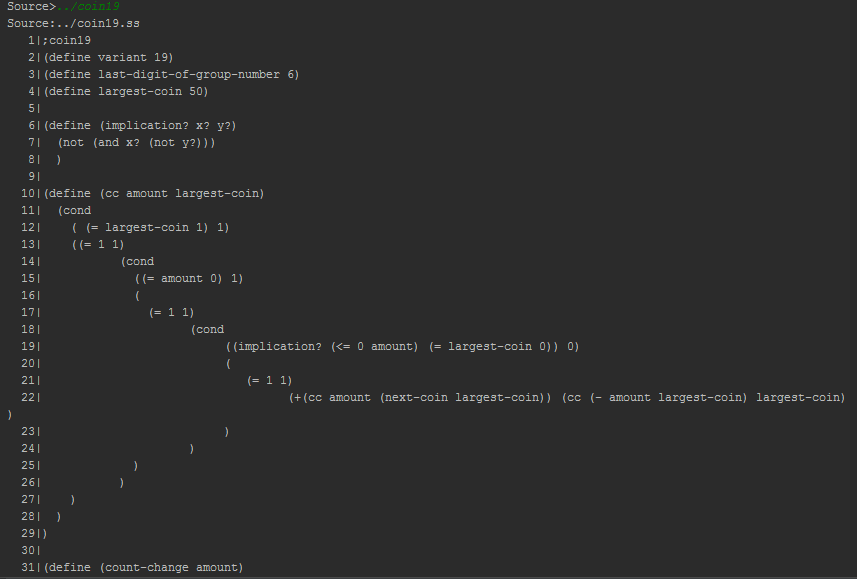 Source>../coin19
Source:../coin19.ss
   1|;coin19
   2|(define variant 19)
   3|(define last-digit-of-group-number 6)
   4|(define largest-coin 50)
   5|
   6|(define (implication? x? y?)
   7|  (not (and x? (not y?)))
   8|  )
   9|
  10|(define (cc amount largest-coin)
  11|  (cond
  12|    ( (= largest-coin 1) 1)
  13|    ((= 1 1)
  14|           (cond
  15|             ((= amount 0) 1)
  16|             (
  17|               (= 1 1)
  18|                     (cond
  19|                          ((implication? (<= 0 amount) (= largest-coin 0)) 0)
  20|                          (
  21|                             (= 1 1)
  22|                                   (+(cc amount (next-coin largest-coin)) (cc (- amount largest-coin) largest-coin)
)
  23|                          )
  24|                     )
  25|             )
  26|           )
  27|    )
  28|  )
  29|)
  30|
  31|(define (count-change amount)